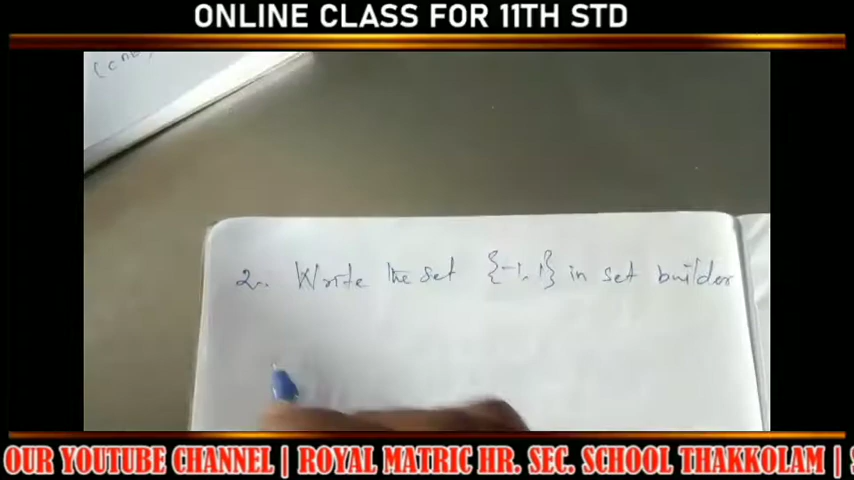 ONLINE CLASS FOR 11TH STD
2. Write the set {-1, 1} in set builder
OUR YOUTUBE CHANNEL | ROYAL MATRIC HR. SEC. SCHOOL THAKKOLAM |